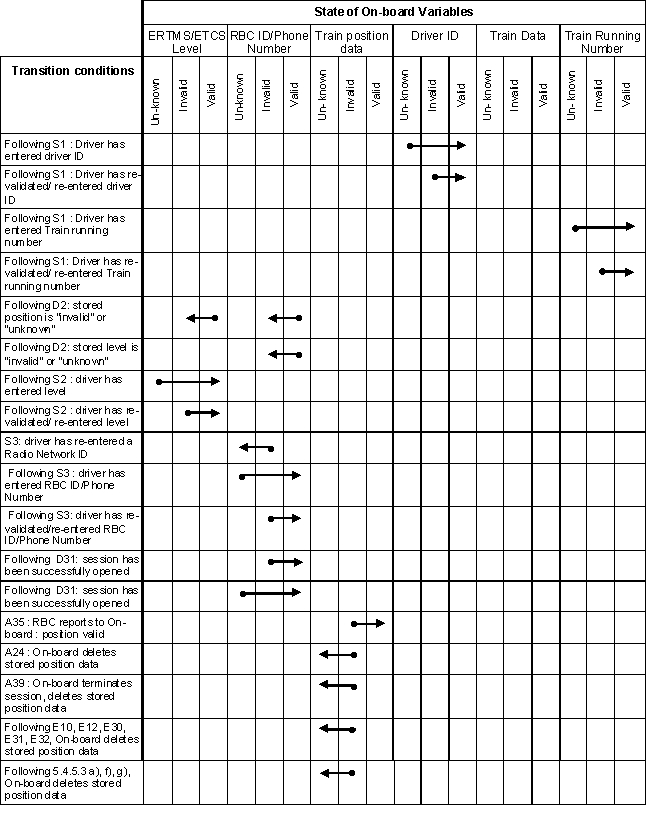 State of On-board Variables
ERTMS/ETCS Level
RBC ID/Phone Number
Train position data
Driver ID
Train Data
Train Running Number
Transition conditions
Un-known
Invalid
Valid
Un-known
Invalid
Valid
Un- known
Invalid
Valid
Un- known
Invalid
Valid
Un- known
Invalid
Valid
Un- known
Invalid
Valid
Following S1 : Driver has
entered driver ID
Following S1 : Driver has re-
validated/ re-entered driver
ID
Following S1 : Driver has
entered Train running
number
Following S1: Driver has re-
validated/ re-entered Train
running number
Following D2: stored
position is "invalid" or
"unknown"
Following D2: stored level is
"invalid" or "unknown"
Following S2 : driver has
entered level
Following S2 : driver has re-
validated/ re-entered level
S3: driver has re-entered a
Radio Network ID
Following S3 : driver has
entered RBC ID/Phone
Number
Following S3: driver has re-
validated/re-entered RBC
ID/Phone Number
Following D31: session has
been successfully opened
Following D31: session has
been successfully opened
A35 : RBC reports to On-
board : position valid
A24 : On-board deletes
stored position data
A39 : On-board terminates
session, deletes stored
position data
Following E10, E12, E30,
E31, E32, On-board deletes
stored position data
Following 5.4.5.3 a), f), g),
On-board deletes stored
position data